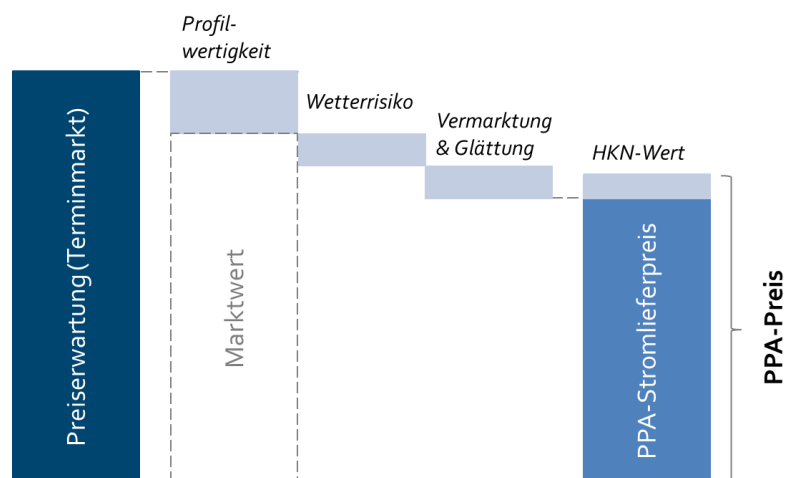 Profil-
wertigkeit
Wetterrisiko
Vermarktung
& Glättung
HKN-Wert
Preiserwartung (Terminmarkt)
Marktwert
PPA-Stromlieferpreis
PPA-Preis